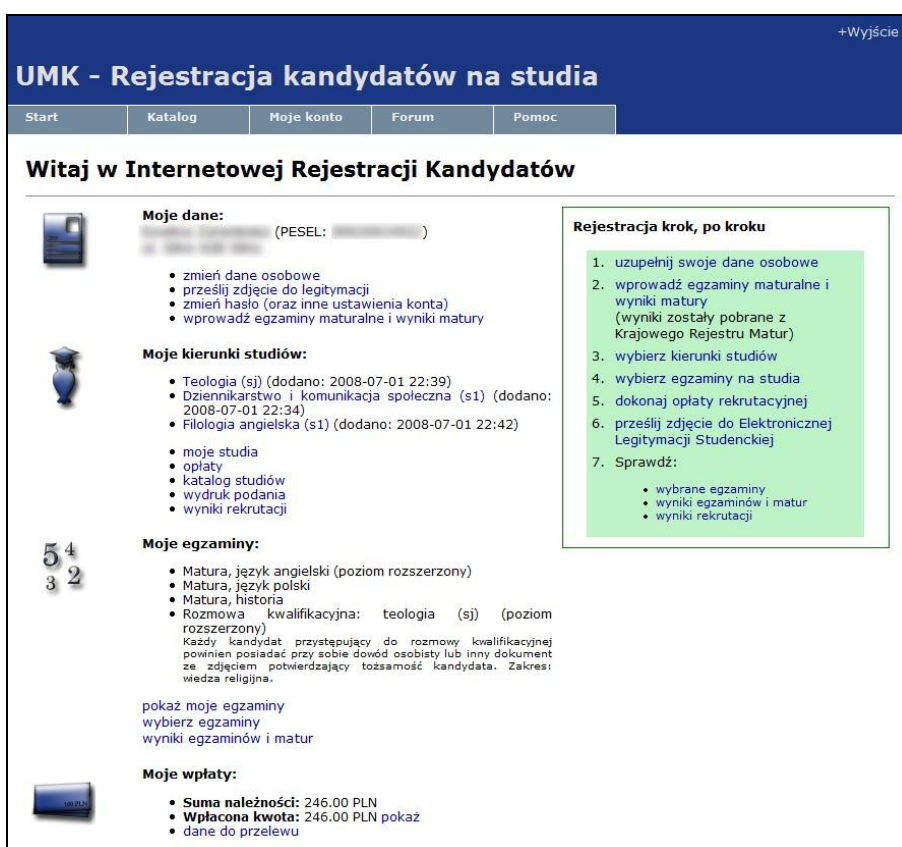 +Wyjście
UMK - Rejestracja kandydatów na studia
Start Katalog Moje konto Forum Pomoc
Witaj w Internetowej Rejestracji Kandydatów
Moje dane:
(PESEL: )
zmień dane osobowe
prześlij zdjęcie do legitymacji
zmień hasło (oraz inne ustawienia konta)
wprowadź egzaminy maturalne i wyniki matury
Moje kierunki studiów:
Teologia (sj) (dodano: 2008-07-01 22:39)
Dziennikarstwo i komunikacja społeczna (s1) (dodano:
2008-07-01 22:34)
Filologia angielska (s1) (dodano: 2008-07-01 22:42)
moje studia
opłaty
katalog studiów
wydruk podania
wyniki rekrutacji
Moje egzaminy:
5 4
3 2
Matura, język angielski (poziom rozszerzony)
Matura, język polski
Matura, historia
Rozmowa kwalifikacyjna: teologia (sj) (poziom
rozszerzony)
Każdy kandydat przystępujący do rozmowy kwalifikacyjnej
powinien posiadać przy sobie dowód osobisty lub inny dokument
ze zdjęciem potwierdzający tożsamość kandydata. Zakres:
wiedza religijna.
pokaż moje egzaminy
wybierz egzaminy
wyniki egzaminów i matur
Moje wpłaty:
100 PLN
Suma należności: 246.00 PLN
Wpłacona kwota: 246.00 PLN pokaż
dane do przelewu
Rejestracja krok, po kroku
1. uzupełnij swoje dane osobowe
2. wprowadź egzaminy maturalne i
wyniki matury
(wyniki zostały pobrane z
Krajowego Rejestru Matur)
3. wybierz kierunki studiów
4. wybierz egzaminy na studia
5. dokonaj opłaty rekrutacyjnej
6. prześlij zdjęcie do Elektronicznej
Legitymacji Studenckiej
7. Sprawdź:
wybrane egzaminy
wyniki egzaminów i matur
wyniki rekrutacji